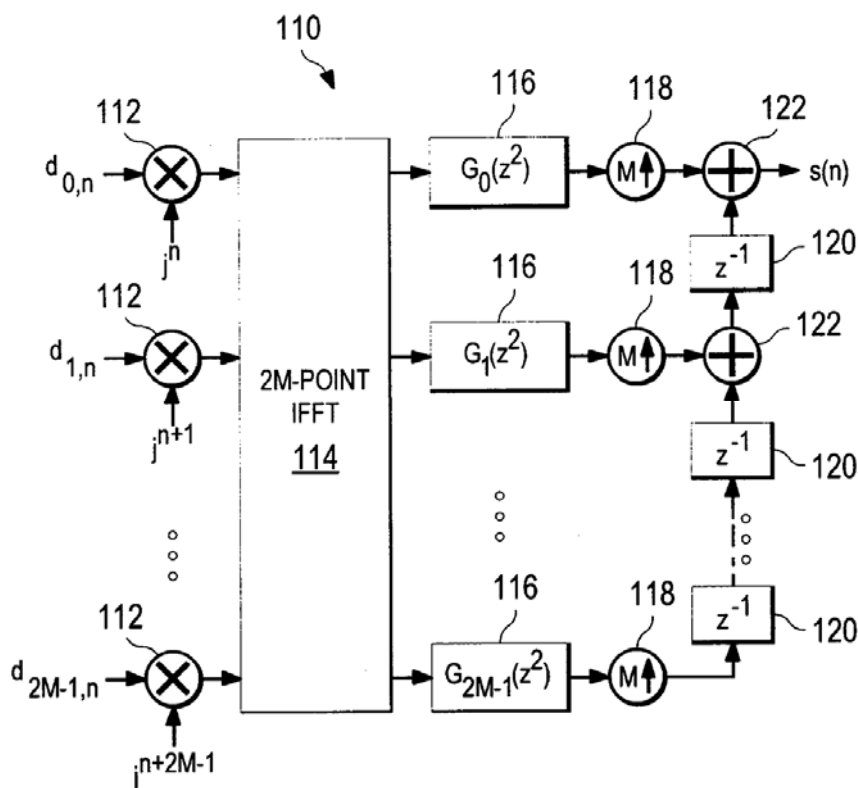 110
112
116
118
122
d0,n
G0(z²)
M
s(n)
jⁿ
120
z⁻¹
112
116
118
122
d1,n
2M-POINT
IFFT
114
G1(z²)
M
jⁿ⁺¹
z⁻¹
120
112
116
118
z⁻¹
120
d2M-1,n
G2M-1(z²)
M
jⁿ⁺²ᴹ⁻¹